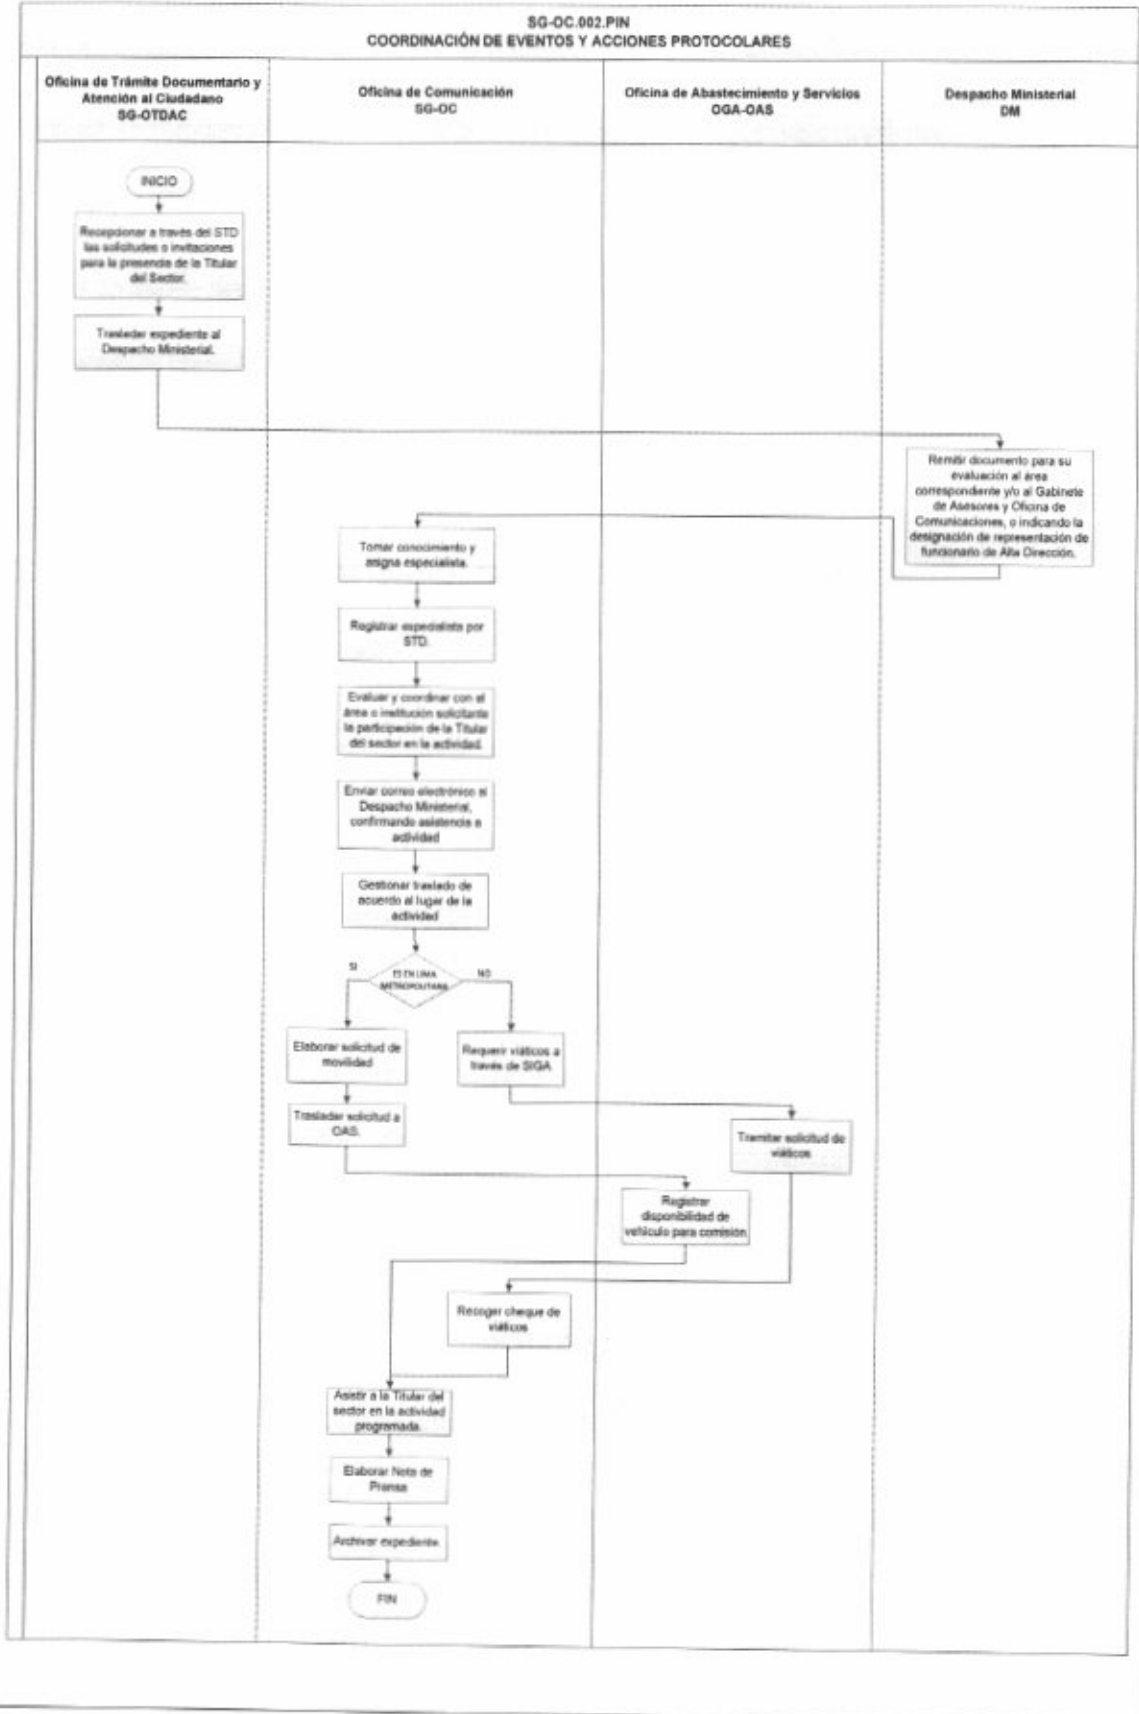 SG-OC.002.PIN
COORDINACIÓN DE EVENTOS Y ACCIONES PROTOCOLARES
Oficina de Trámite Documentario y
Atención al Ciudadano
SG-OTDAC
Oficina de Comunicación
SG-OC
Oficina de Abastecimiento y Servicios
OGA-OAS
Despacho Ministerial
DM
INICIO
Recepcionar a través del STD
las solicitudes o invitaciones
para la presencia de la Titular
del Sector.
Trasladar expediente al
Despacho Ministerial.
Remitir documento para su
evaluación al área
correspondiente y/o al Gabinete
de Asesores y Oficina de
Comunicaciones, o indicando la
designación de representación de
funcionario de Alta Dirección.
Tomar conocimiento y
asigna especialista.
Registrar especialista por
STD.
Evaluar y coordinar con el
área o institución solicitante
la participación de la Titular
del sector en la actividad.
Enviar correo electrónico al
Despacho Ministerial,
confirmando asistencia a
actividad
Gestionar traslado de
acuerdo al lugar de la
actividad
SI
ES EN LIMA
METROPOLITANA
NO
Elaborar solicitud de
movilidad
Requerir viáticos a
través de SIGA
Trasladar solicitud a
OAS.
Tramitar solicitud de
viáticos
Registrar
disponibilidad de
vehículo para comisión.
Recoger cheque de
viáticos
Asistir a la Titular del
sector en la actividad
programada.
Elaborar Nota de
Prensa
Archivar expediente.
FIN